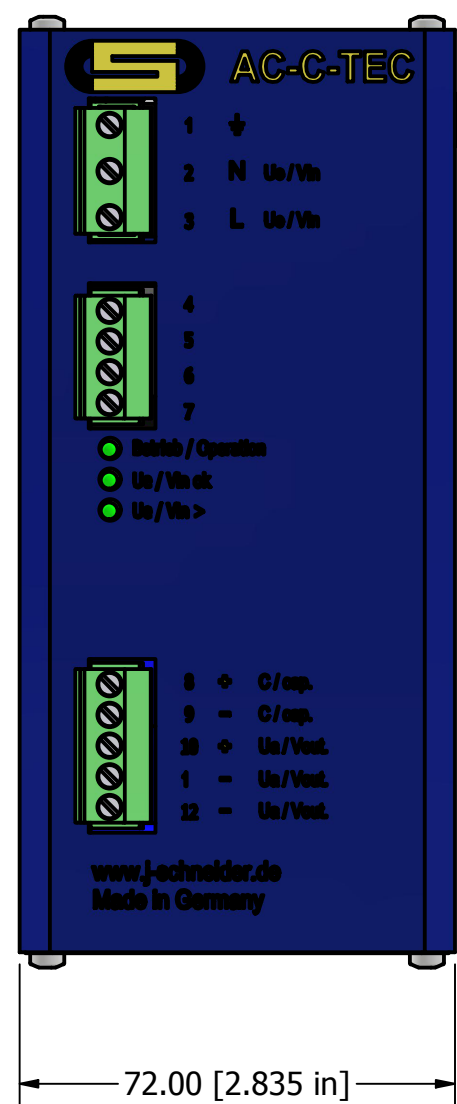 AC-C-TEC
1 ⏚
2 N Ue/Vin
3 L Ue/Vin
4
5
6
7
Betrieb / Operation
Ue / Vin ok
Ue / Vin >
8 + C/cap.
9 - C/cap.
10 + Ua/Vout.
1 - Ua/Vout.
12 - Ua/Vout.
www.j-schneider.de
Made in Germany
72.00 [2.835 in]